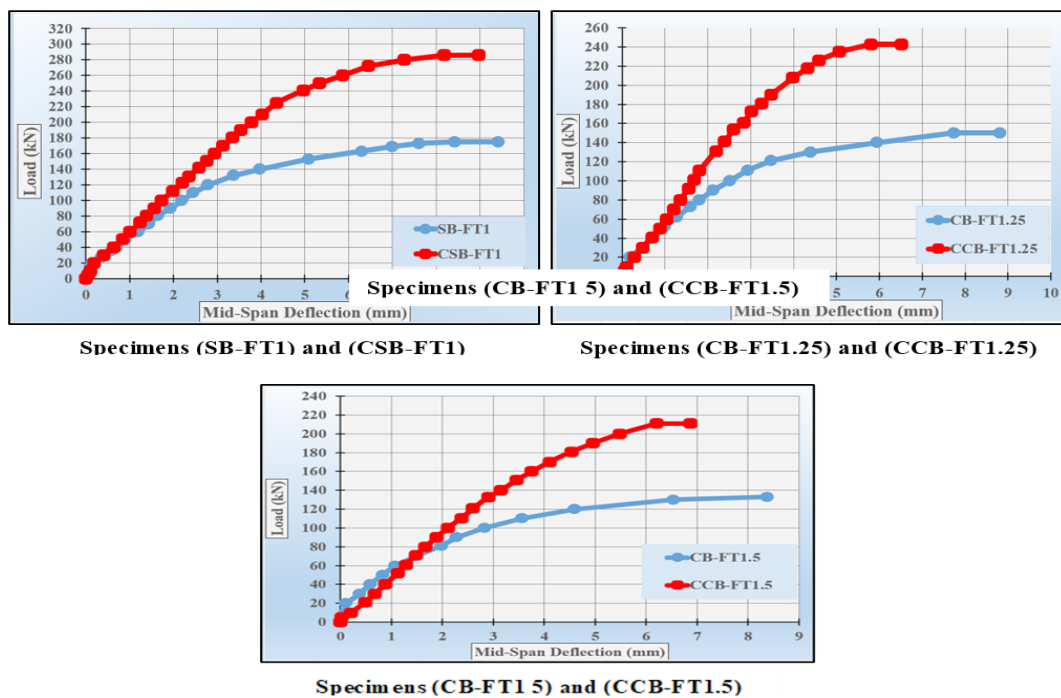 320
300
280
260
240
220
200
180
160
140
120
100
80
60
40
20
0
Load (kN)
SB-FT1
CSB-FT1
0 1 2 3 4 5
Mid-Span Deflection (mm)
260
240
220
200
180
160
140
120
100
80
60
40
20
Load (kN)
CB-FT1.25
CCB-FT1.25
7 8 9 10
Mid-Span Deflection (mm)
Specimens (CB-FT1 5) and (CCB-FT1.5)
Specimens (SB-FT1) and (CSB-FT1)
Specimens (CB-FT1.25) and (CCB-FT1.25)
240
220
200
180
160
140
120
100
80
60
40
20
0
Load (kN)
CB-FT1.5
CCB-FT1.5
0 1 2 3 4 5 6 7 8 9
Mid-Span Deflection (mm)
Specimens (CB-FT1 5) and (CCB-FT1.5)